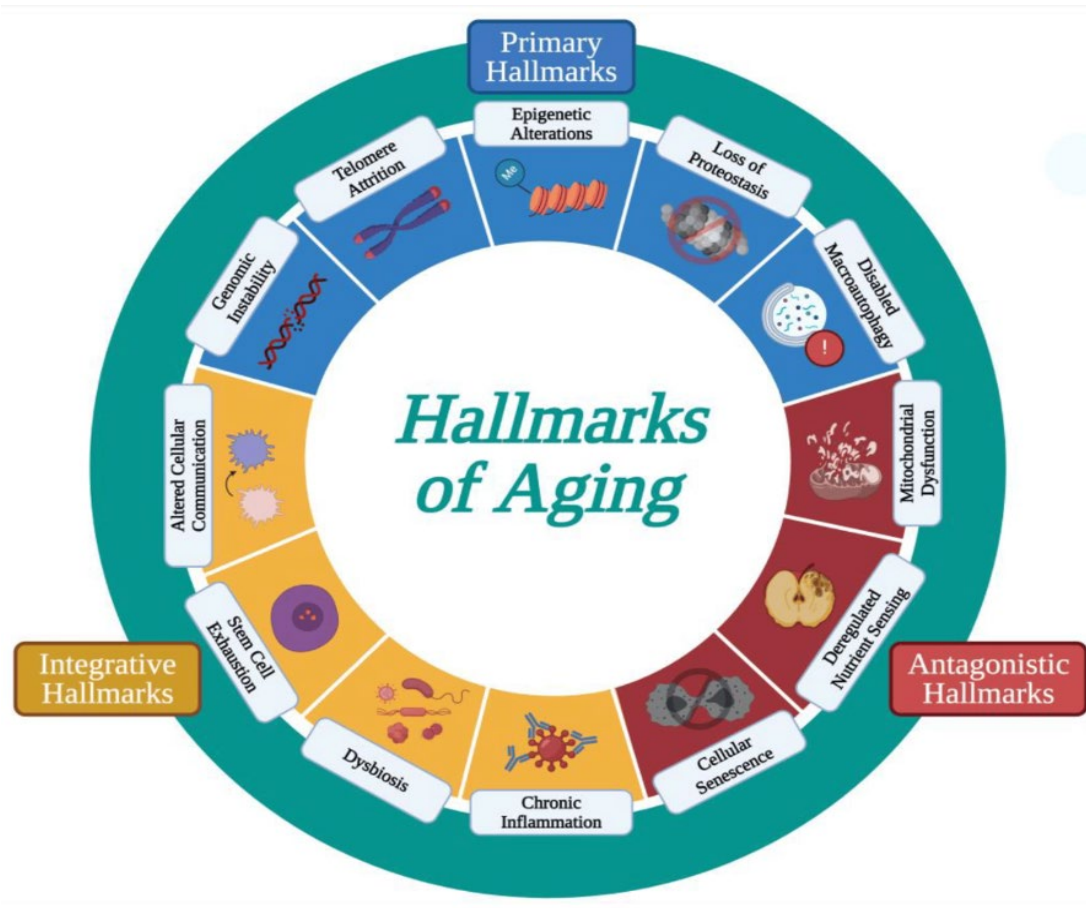 Primary
Hallmarks
Epigenetic
Alterations
Loss of
Proteostasis
Disabled
Macroautophagy
Mitochondrial
Dysfunction
Deregulated
Nutrient Sensing
Antagonistic
Hallmarks
Cellular
Senescence
Chronic
Inflammation
Dysbiosis
Stem Cell
Exhaustion
Integrative
Hallmarks
Altered Cellular
Communication
Genomic
Instability
Telomere
Attrition
Me
!
Hallmarks
of Aging